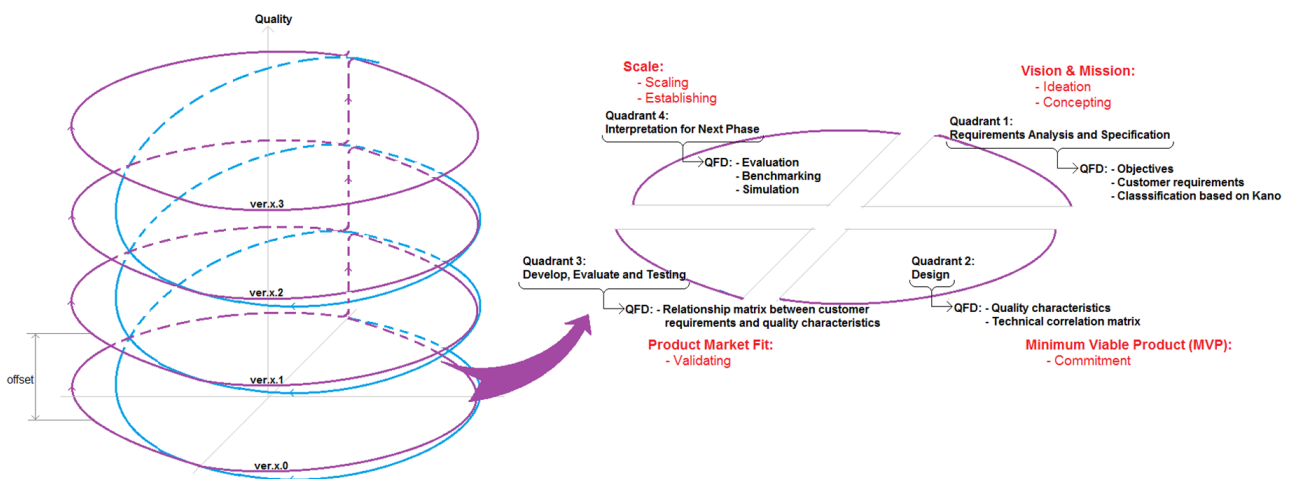 Quality
ver.x.3
ver.x.2
ver.x.1
ver.x.0
offset
Scale:
- Scaling
- Establishing
Quadrant 4:
Interpretation for Next Phase
QFD: - Evaluation
- Benchmarking
- Simulation
Vision & Mission:
- Ideation
- Concepting
Quadrant 1:
Requirements Analysis and Specification
QFD: - Objectives
- Customer requirements
- Classsification based on Kano
Quadrant 3:
Develop, Evaluate and Testing
QFD: - Relationship matrix between customer
requirements and quality characteristics
Product Market Fit:
- Validating
Quadrant 2:
Design
QFD: - Quality characteristics
- Technical correlation matrix
Minimum Viable Product (MVP):
- Commitment